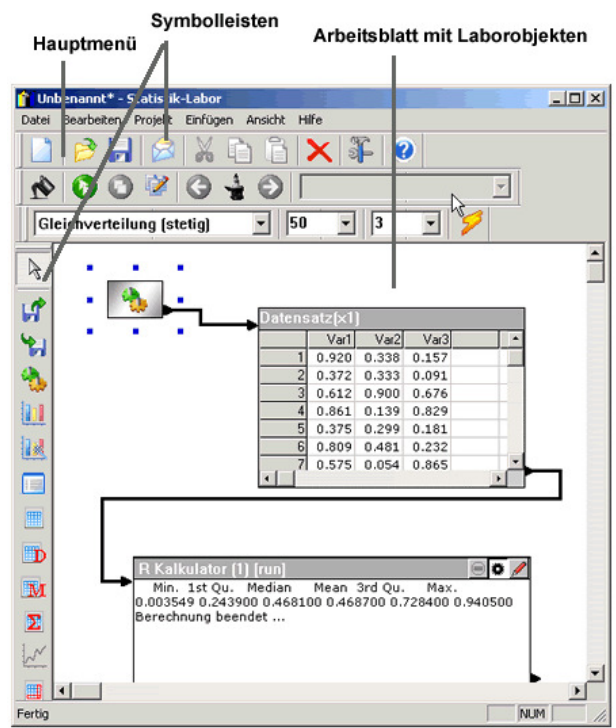 Symbolleisten
Hauptmenü
Arbeitsblatt mit Laborobjekten
Unbenannt* - Statistik-Labor
Datei Bearbeiten Projekt Einfügen Ansicht Hilfe
Gleichverteilung (stetig) 50 3
Datensatz(x1)
Var1 Var2 Var3
1 0.920 0.338 0.157
2 0.372 0.333 0.091
3 0.612 0.900 0.676
4 0.861 0.139 0.829
5 0.375 0.299 0.181
6 0.809 0.481 0.232
7 0.575 0.054 0.865
R Kalkulator (1) [run]
Min. 1st Qu. Median Mean 3rd Qu. Max.
0.003549 0.243900 0.468100 0.468700 0.728400 0.940500
Berechnung beendet ...
D
M
Σ
Fertig NUM